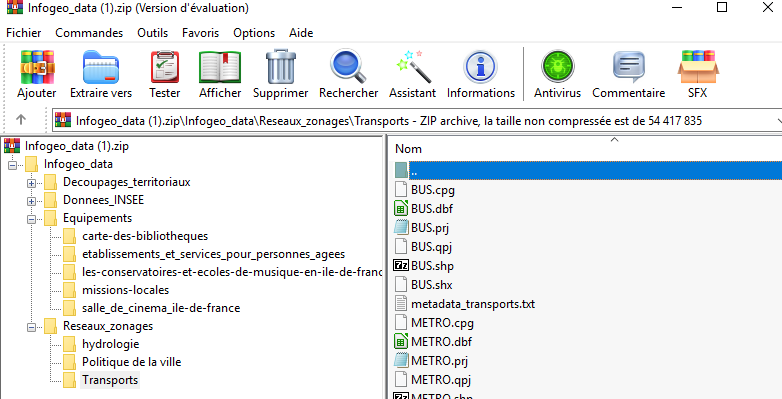 Infogeo_data (1).zip (Version d'évaluation)
Fichier Commandes Outils Favoris Options Aide
Ajouter Extraire vers Tester Afficher Supprimer Rechercher Assistant Informations Antivirus Commentaire SFX
Infogeo_data (1).zip\Infogeo_data\Reseaux_zonages\Transports - ZIP archive, la taille non compressée est de 54 417 835
Infogeo_data (1).zip
Infogeo_data
Decoupages_territoriaux
Donnees_INSEE
Equipements
carte-des-bibliotheques
etablissements_et_services_pour_personnes_agees
les-conservatoires-et-ecoles-de-musique-en-ile-de-franc
missions-locales
salle_de_cinema_ile-de-france
Reseaux_zonages
hydrologie
Politique de la ville
Transports
Nom
..
BUS.cpg
BUS.dbf
BUS.prj
BUS.qpj
BUS.shp
BUS.shx
metadata_transports.txt
METRO.cpg
METRO.dbf
METRO.prj
METRO.qpj
METRO.shp